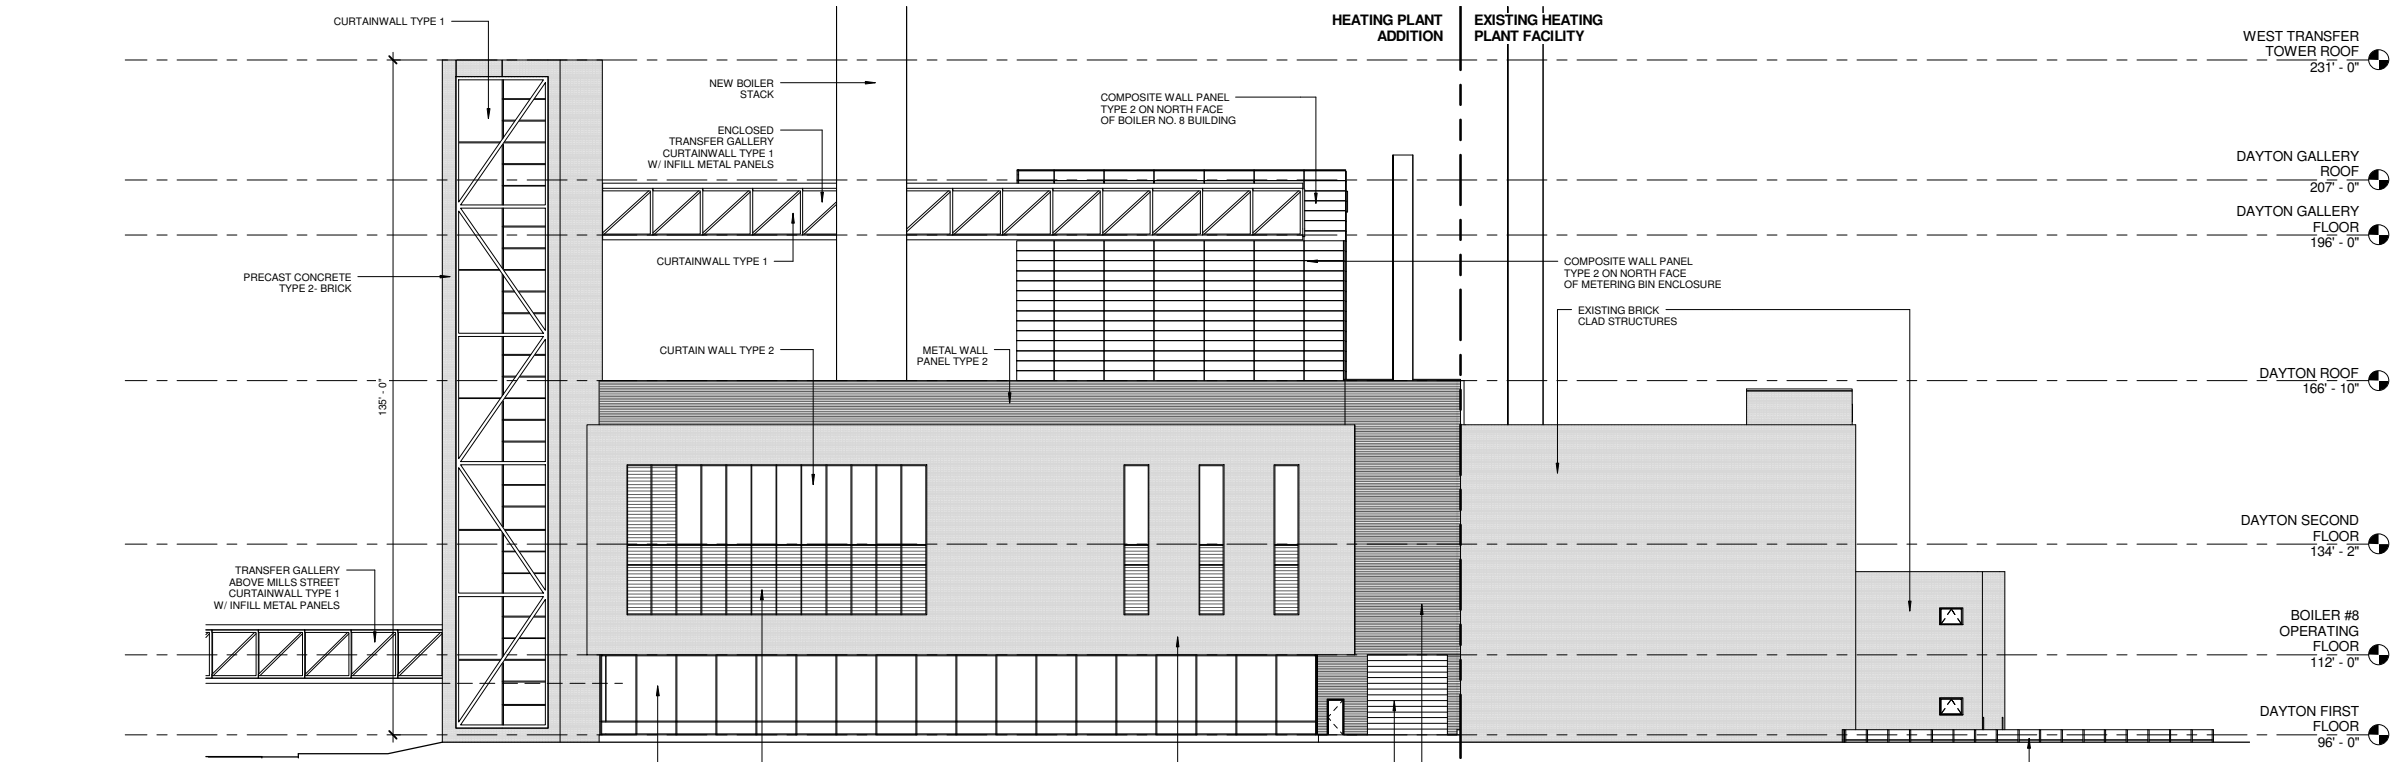 CURTAINWALL TYPE 1
HEATING PLANT
ADDITION
EXISTING HEATING
PLANT FACILITY
WEST TRANSFER
TOWER ROOF
231' - 0"
NEW BOILER
STACK
COMPOSITE WALL PANEL
TYPE 2 ON NORTH FACE
OF BOILER NO. 8 BUILDING
ENCLOSED
TRANSFER GALLERY
CURTAINWALL TYPE 1
W/ INFILL METAL PANELS
DAYTON GALLERY
ROOF
207' - 0"
DAYTON GALLERY
FLOOR
196' - 0"
CURTAINWALL TYPE 1
COMPOSITE WALL PANEL
TYPE 2 ON NORTH FACE
OF METERING BIN ENCLOSURE
PRECAST CONCRETE
TYPE 2- BRICK
EXISTING BRICK
CLAD STRUCTURES
CURTAIN WALL TYPE 2
METAL WALL
PANEL TYPE 2
DAYTON ROOF
166' - 10"
135' - 0"
DAYTON SECOND
FLOOR
134' - 2"
TRANSFER GALLERY
ABOVE MILLS STREET
CURTAINWALL TYPE 1
W/ INFILL METAL PANELS
BOILER #8
OPERATING
FLOOR
112' - 0"
DAYTON FIRST
FLOOR
96' - 0"